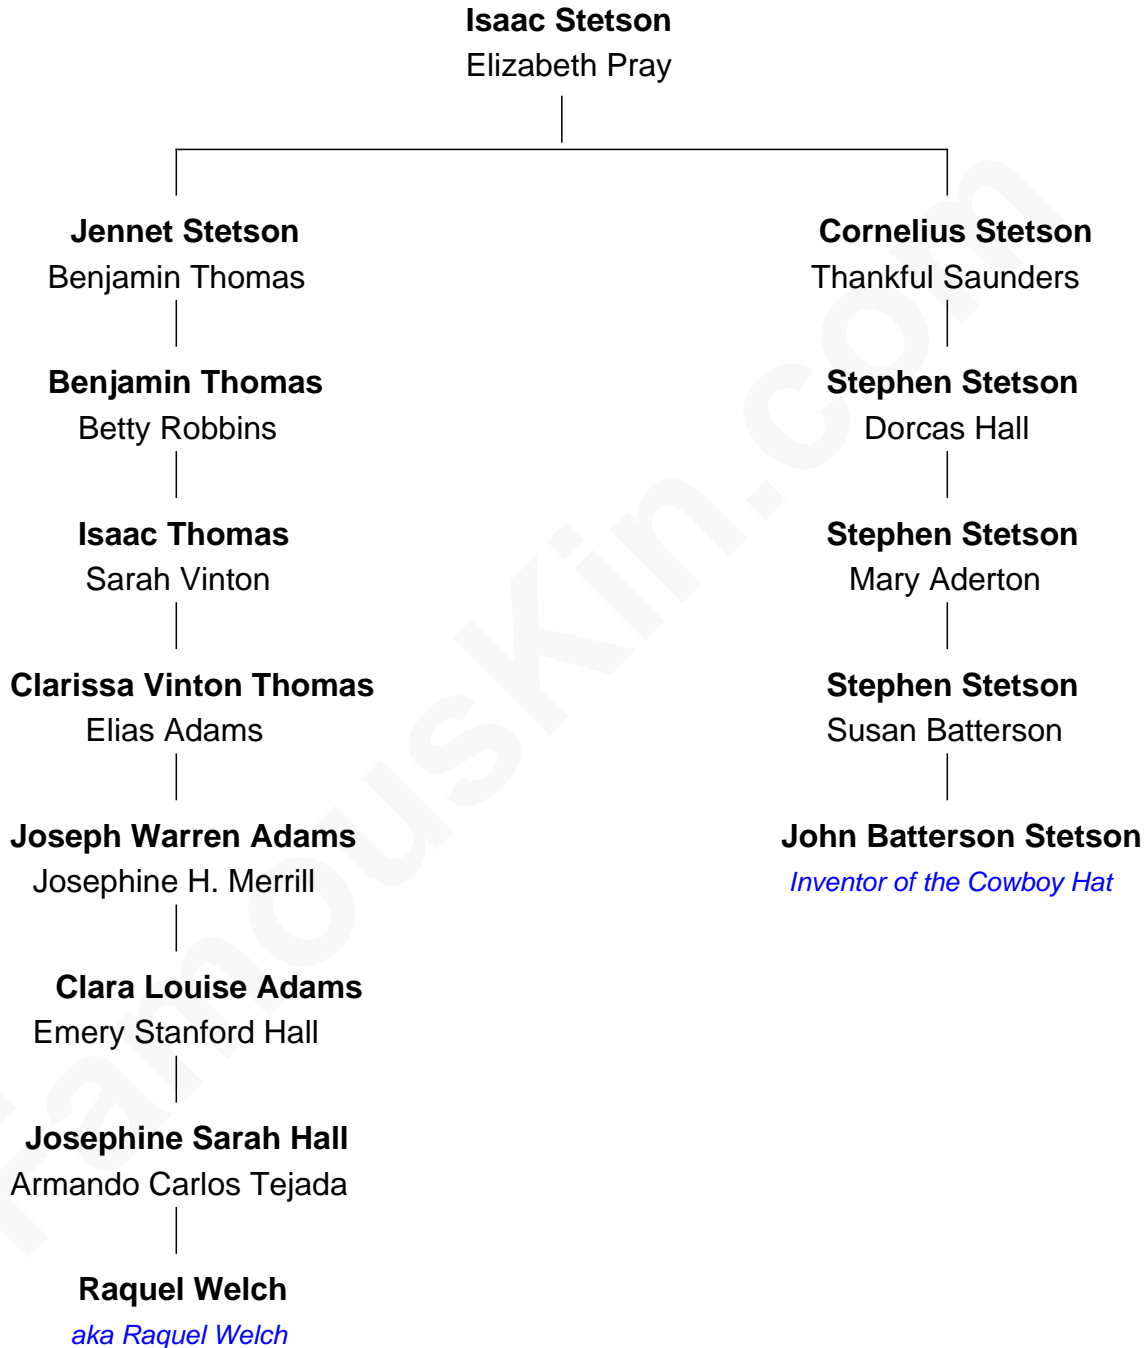 Isaac Stetson
Elizabeth Pray
Jennet Stetson
Benjamin Thomas
Benjamin Thomas
Betty Robbins
Isaac Thomas
Sarah Vinton
Clarissa Vinton Thomas
Elias Adams
Joseph Warren Adams
Josephine H. Merrill
Clara Louise Adams
Emery Stanford Hall
Josephine Sarah Hall
Armando Carlos Tejada
Raquel Welch
aka Raquel Welch
Cornelius Stetson
Thankful Saunders
Stephen Stetson
Dorcas Hall
Stephen Stetson
Mary Aderton
Stephen Stetson
Susan Batterson
John Batterson Stetson
Inventor of the Cowboy Hat
FamousKin.com